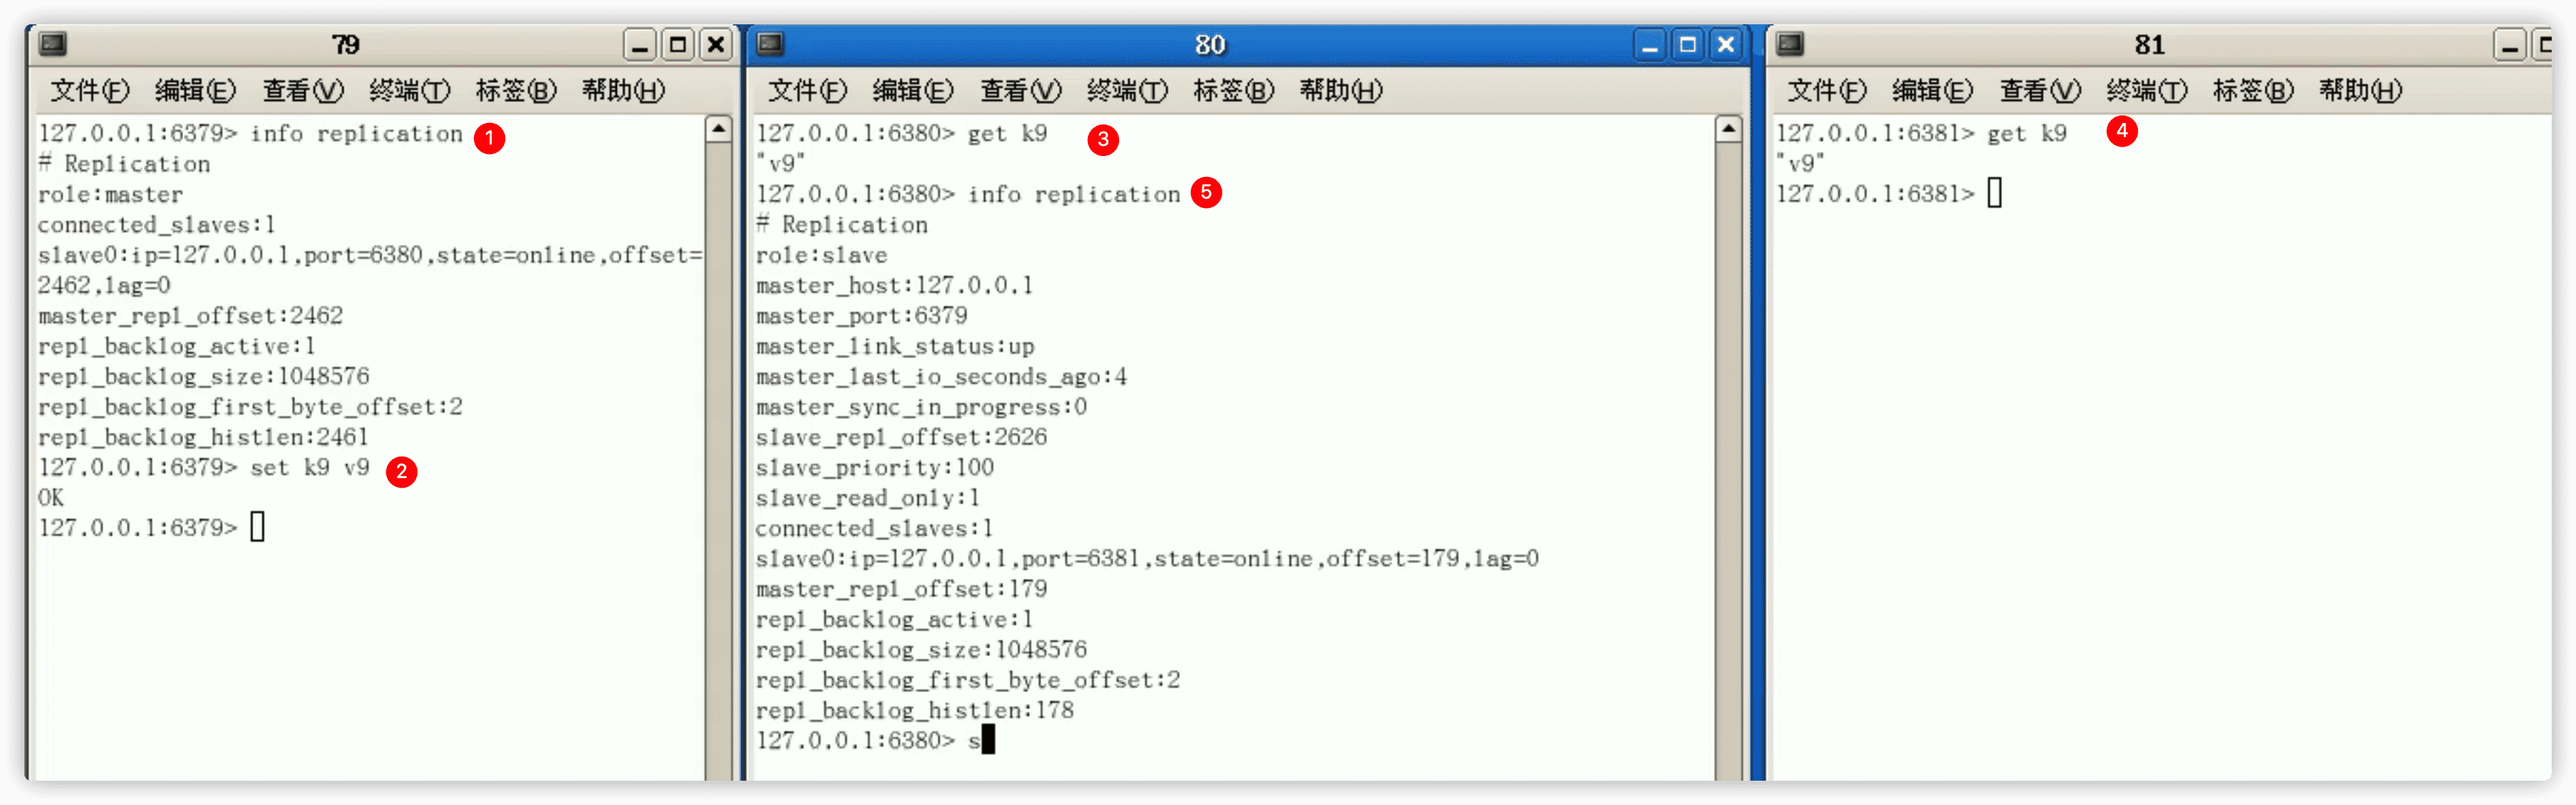 79
文件(F) 编辑(E) 查看(V) 终端(T) 标签(B) 帮助(H)
127.0.0.1:6379> info replication 1
# Replication
role:master
connected_slaves:1
slave0:ip=127.0.0.1,port=6380,state=online,offset=
2462,lag=0
master_repl_offset:2462
repl_backlog_active:1
repl_backlog_size:1048576
repl_backlog_first_byte_offset:2
repl_backlog_histlen:2461
127.0.0.1:6379> set k9 v9 2
OK
127.0.0.1:6379>
80
文件(F) 编辑(E) 查看(V) 终端(T) 标签(B) 帮助(H)
127.0.0.1:6380> get k9 3
"v9"
127.0.0.1:6380> info replication 5
# Replication
role:slave
master_host:127.0.0.1
master_port:6379
master_link_status:up
master_last_io_seconds_ago:4
master_sync_in_progress:0
slave_repl_offset:2626
slave_priority:100
slave_read_only:1
connected_slaves:1
slave0:ip=127.0.0.1,port=6381,state=online,offset=179,lag=0
master_repl_offset:179
repl_backlog_active:1
repl_backlog_size:1048576
repl_backlog_first_byte_offset:2
repl_backlog_histlen:178
127.0.0.1:6380> s
81
文件(F) 编辑(E) 查看(V) 终端(T) 标签(B) 帮助(H)
127.0.0.1:6381> get k9 4
"v9"
127.0.0.1:6381>